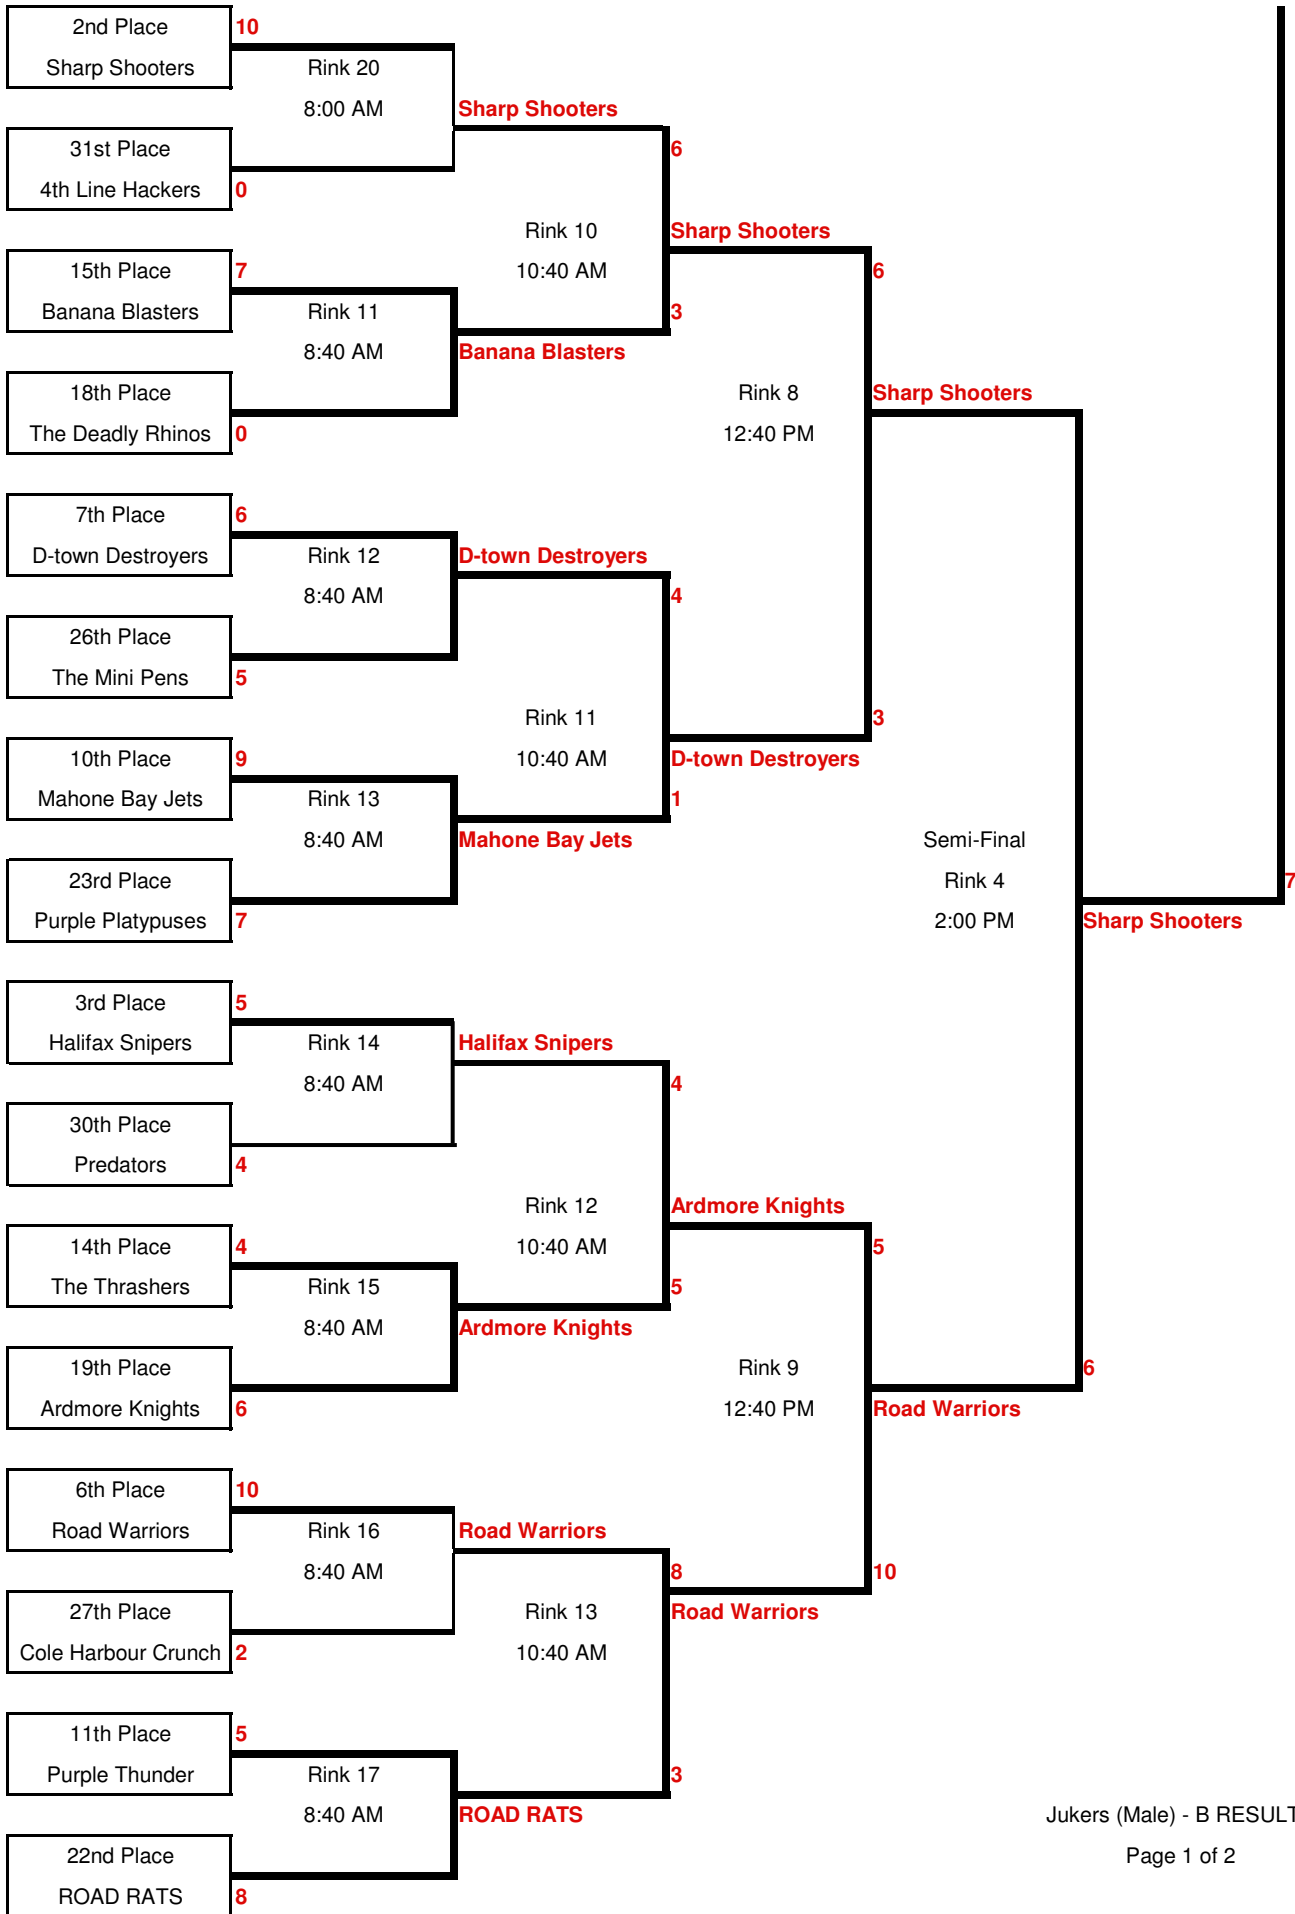 2nd Place
10
Sharp Shooters
Rink 20
8:00 AM
Sharp Shooters
31st Place
6
4th Line Hackers
0
Rink 10
Sharp Shooters
15th Place
7
10:40 AM
6
Banana Blasters
Rink 11
3
8:40 AM
Banana Blasters
18th Place
Rink 8
Sharp Shooters
The Deadly Rhinos
0
12:40 PM
7th Place
6
D-town Destroyers
Rink 12
D-town Destroyers
8:40 AM
4
26th Place
The Mini Pens
5
Rink 11
3
10th Place
9
10:40 AM
D-town Destroyers
Mahone Bay Jets
Rink 13
1
8:40 AM
Mahone Bay Jets
Semi-Final
23rd Place
Rink 4
7
Purple Platypuses
7
2:00 PM
Sharp Shooters
3rd Place
5
Halifax Snipers
Rink 14
Halifax Snipers
8:40 AM
4
30th Place
Predators
4
Rink 12
Ardmore Knights
14th Place
4
10:40 AM
5
The Thrashers
Rink 15
5
8:40 AM
Ardmore Knights
19th Place
Rink 9
6
Ardmore Knights
6
12:40 PM
Road Warriors
6th Place
10
Road Warriors
Rink 16
Road Warriors
8:40 AM
8
10
27th Place
Rink 13
Road Warriors
Cole Harbour Crunch
2
10:40 AM
11th Place
5
Purple Thunder
Rink 17
3
8:40 AM
ROAD RATS
Jukers (Male) - B RESULT
22nd Place
Page 1 of 2
ROAD RATS
8